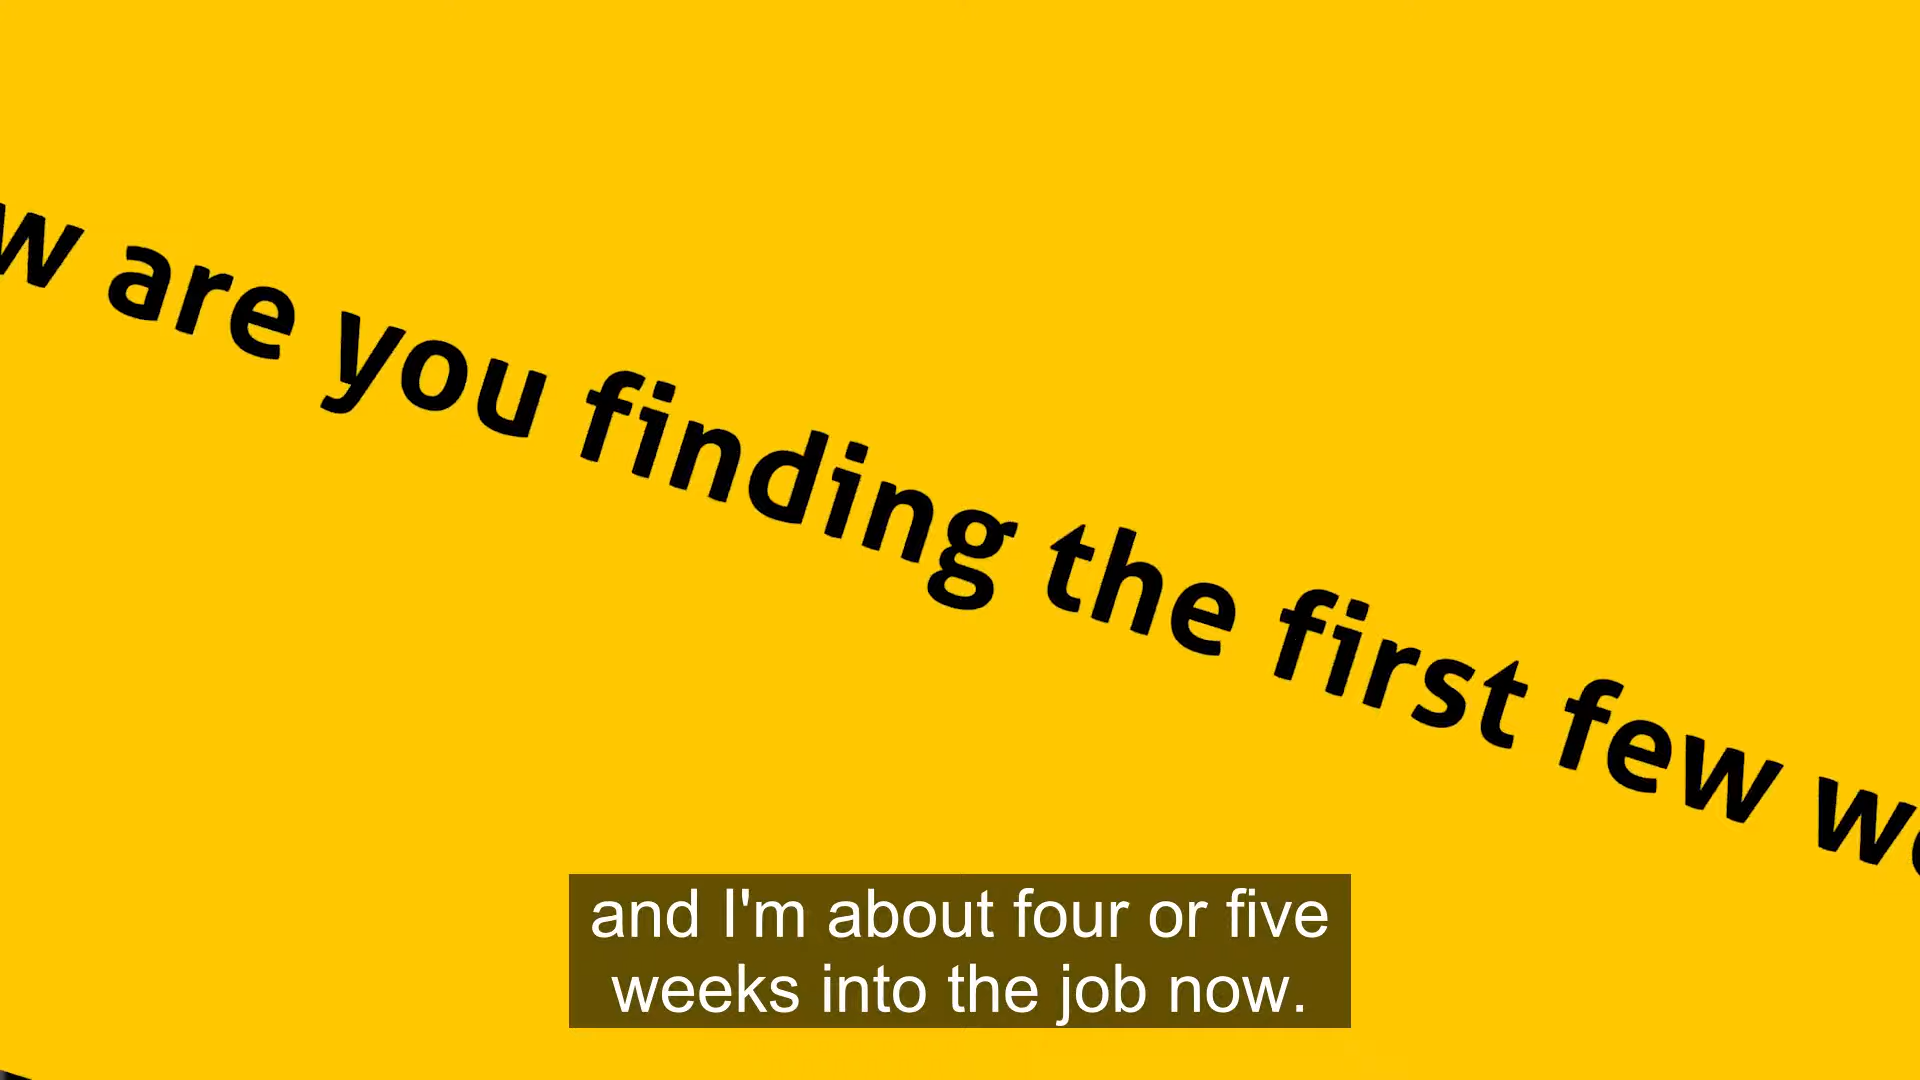 w are you finding the first few w
and I'm about four or five
weeks into the job now.